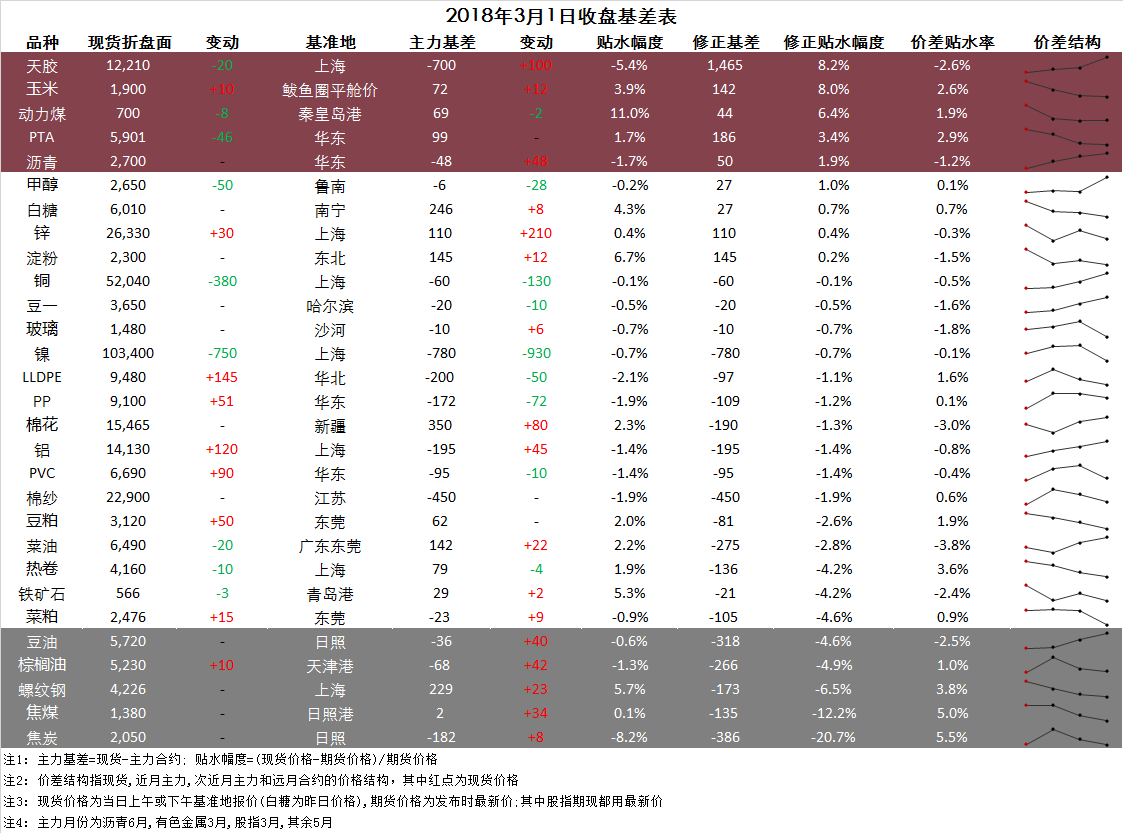 2018年3月1日收盘基差表
品种 现货折盘面 变动 基准地 主力基差 变动 贴水幅度 修正基差 修正贴水幅度 价差贴水率 价差结构
天胶 12,210 -20 上海 -700 +100 -5.4% 1,465 8.2% -2.6%
玉米 1,900 +10 鲅鱼圈平舱价 72 +12 3.9% 142 8.0% 2.6%
动力煤 700 -8 秦皇岛港 69 -2 11.0% 44 6.4% 1.9%
PTA 5,901 -46 华东 99 - 1.7% 186 3.4% 2.9%
沥青 2,700 - 华东 -48 +48 -1.7% 50 1.9% -1.2%
甲醇 2,650 -50 鲁南 -6 -28 -0.2% 27 1.0% 0.1%
白糖 6,010 - 南宁 246 +8 4.3% 27 0.7% 0.7%
锌 26,330 +30 上海 110 +210 0.4% 110 0.4% -0.3%
淀粉 2,300 - 东北 145 +12 6.7% 145 0.2% -1.5%
铜 52,040 -380 上海 -60 -130 -0.1% -60 -0.1% -0.5%
豆一 3,650 - 哈尔滨 -20 -10 -0.5% -20 -0.5% -1.6%
玻璃 1,480 - 沙河 -10 +6 -0.7% -10 -0.7% -1.8%
镍 103,400 -750 上海 -780 -930 -0.7% -780 -0.7% -0.1%
LLDPE 9,480 +145 华北 -200 -50 -2.1% -97 -1.1% 1.6%
PP 9,100 +51 华东 -172 -72 -1.9% -109 -1.2% 0.1%
棉花 15,465 - 新疆 350 +80 2.3% -190 -1.3% -3.0%
铝 14,130 +120 上海 -195 +45 -1.4% -195 -1.4% -0.8%
PVC 6,690 +90 华东 -95 -10 -1.4% -95 -1.4% -0.4%
棉纱 22,900 - 江苏 -450 - -1.9% -450 -1.9% 0.6%
豆粕 3,120 +50 东莞 62 - 2.0% -81 -2.6% 1.9%
菜油 6,490 -20 广东东莞 142 +22 2.2% -275 -2.8% -3.8%
热卷 4,160 -10 上海 79 -4 1.9% -136 -4.2% 3.6%
铁矿石 566 -3 青岛港 29 +2 5.3% -21 -4.2% -2.4%
菜粕 2,476 +15 东莞 -23 +9 -0.9% -105 -4.6% 0.9%
豆油 5,720 - 日照 -36 +40 -0.6% -318 -4.6% -2.5%
棕榈油 5,230 +10 天津港 -68 +42 -1.3% -266 -4.9% 1.0%
螺纹钢 4,226 - 上海 229 +23 5.7% -173 -6.5% 3.8%
焦煤 1,380 - 日照港 2 +34 0.1% -135 -12.2% 5.0%
焦炭 2,050 - 日照 -182 +8 -8.2% -386 -20.7% 5.5%
注1: 主力基差=现货-主力合约; 贴水幅度=(现货价格-期货价格)/期货价格
注2: 价差结构指现货,近月主力,次近月主力和远月合约的价格结构，其中红点为现货价格
注3: 现货价格为当日上午或下午基准地报价(白糖为昨日价格),期货价格为发布时最新价;其中股指期现都用最新价
注4: 主力月份为沥青6月,有色金属3月,股指3月,其余5月